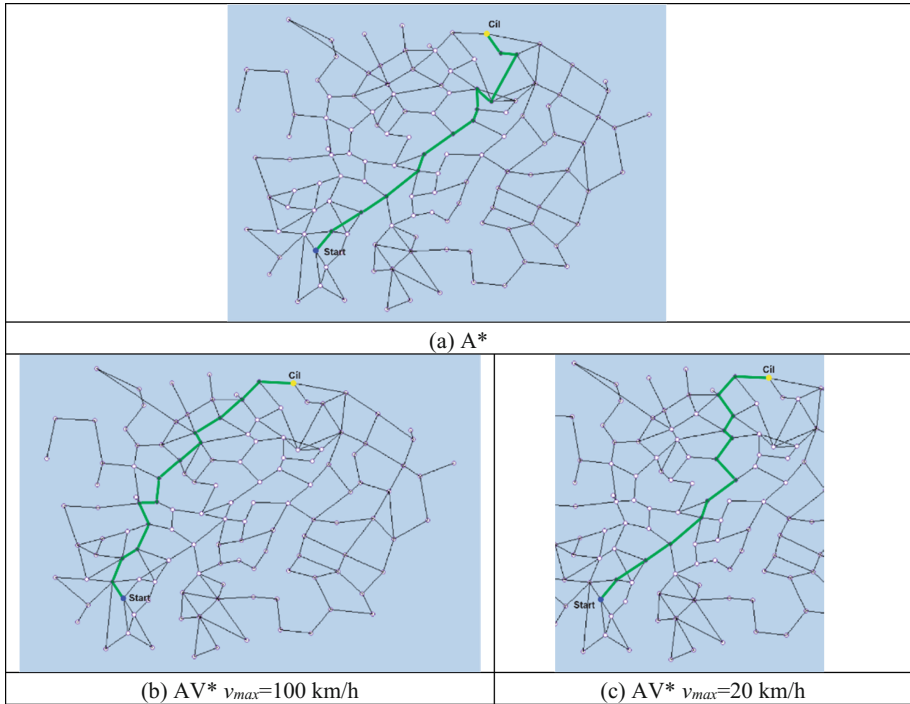 Cil
Start
(a) A*
Cil
Start
Cil
Start
(b) AV* vmax=100 km/h
(c) AV* vmax=20 km/h